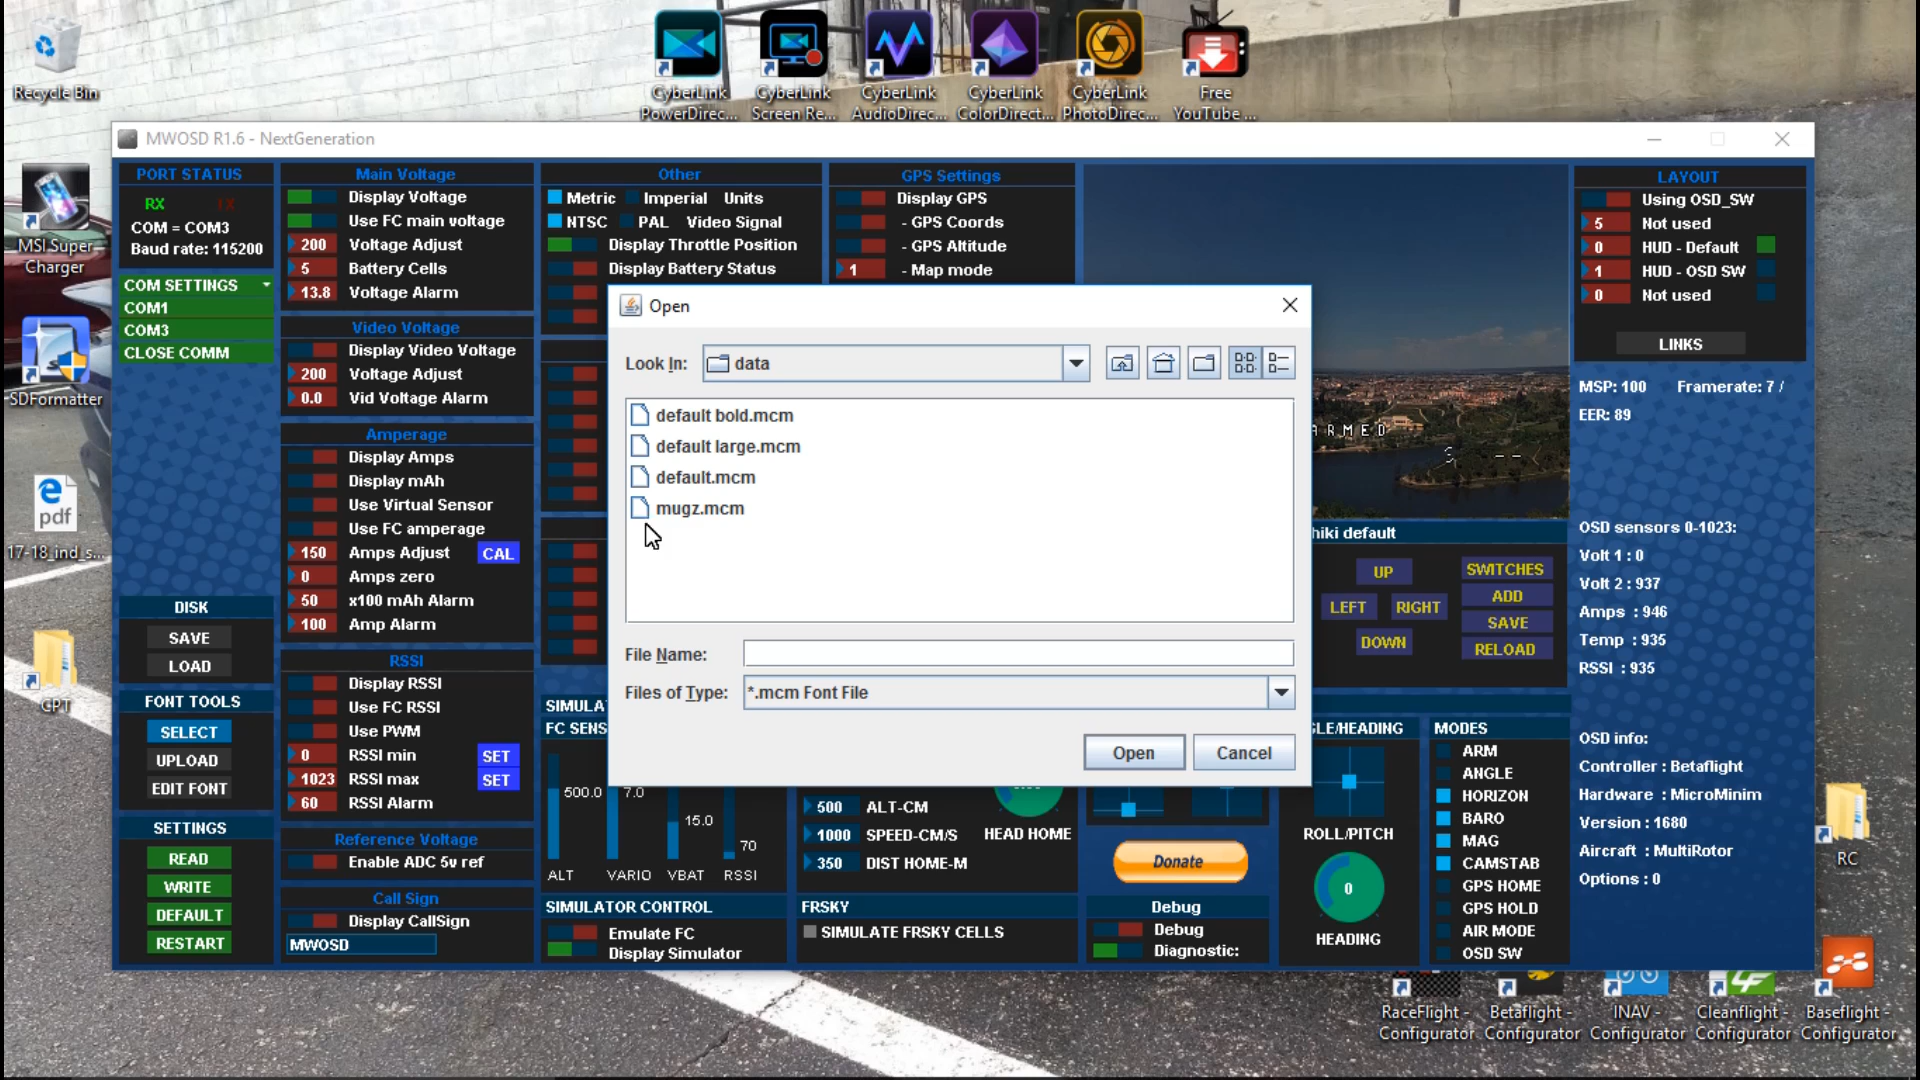 Recycle Bin
CyberLink
PowerDirec...
CyberLink
Screen Re...
CyberLink
AudioDirec...
CyberLink
ColorDirect...
CyberLink
PhotoDirec...
Free
YouTube ...
MSI Super
Charger
SDFormatter
pdf
17-18_ind_s...
MWOSD R1.6 - NextGeneration
PORT STATUS
RX
TX
COM = COM3
Baud rate: 115200
COM SETTINGS
COM1
COM3
CLOSE COMM
DISK
SAVE
LOAD
FONT TOOLS
SELECT
UPLOAD
EDIT FONT
SETTINGS
READ
WRITE
DEFAULT
RESTART
Main Voltage
Display Voltage
Use FC main voltage
200 Voltage Adjust
5 Battery Cells
13.8 Voltage Alarm
Video Voltage
Display Video Voltage
200 Voltage Adjust
0.0 Vid Voltage Alarm
Amperage
Display Amps
Display mAh
Use Virtual Sensor
Use FC amperage
150 Amps Adjust CAL
0 Amps zero
50 x100 mAh Alarm
100 Amp Alarm
RSSI
Display RSSI
Use FC RSSI
Use PWM
0 RSSI min SET
1023 RSSI max SET
60 RSSI Alarm
Reference Voltage
Enable ADC 5v ref
Call Sign
Display CallSign
MWOSD
Other
Metric Imperial Units
NTSC PAL Video Signal
Display Throttle Position
Display Battery Status
GPS Settings
Display GPS
- GPS Coords
- GPS Altitude
1 - Map mode
Open
Look In: data
default bold.mcm
default large.mcm
default.mcm
mugz.mcm
File Name:
Files of Type: *.mcm Font File
Open Cancel
ARMED
hiki default
UP
LEFT RIGHT
DOWN
SWITCHES
ADD
SAVE
RELOAD
LAYOUT
Using OSD_SW
5 Not used
0 HUD - Default
1 HUD - OSD SW
0 Not used
LINKS
MSP: 100 Framerate: 7 /
EER: 89
OSD sensors 0-1023:
Volt 1 : 0
Volt 2 : 937
Amps : 946
Temp : 935
RSSI : 935
OSD info:
Controller : Betaflight
Hardware : MicroMinim
Version : 1680
Aircraft : MultiRotor
Options : 0
SIMULA
FC SENS
500.0
7.0
15.0
70
ALT VARIO VBAT RSSI
500 ALT-CM
1000 SPEED-CM/S
350 DIST HOME-M
HEAD HOME
SIMULATOR CONTROL
Emulate FC
Display Simulator
FRSKY
SIMULATE FRSKY CELLS
Donate
Debug
Debug
Diagnostic:
LE/HEADING
ROLL/PITCH
0
HEADING
MODES
ARM
ANGLE
HORIZON
BARO
MAG
CAMSTAB
GPS HOME
GPS HOLD
AIR MODE
OSD SW
RC
RaceFlight -
Configurator
Betaflight -
Configurator
INAV -
Configurator
Cleanflight -
Configurator
Baseflight -
Configurator